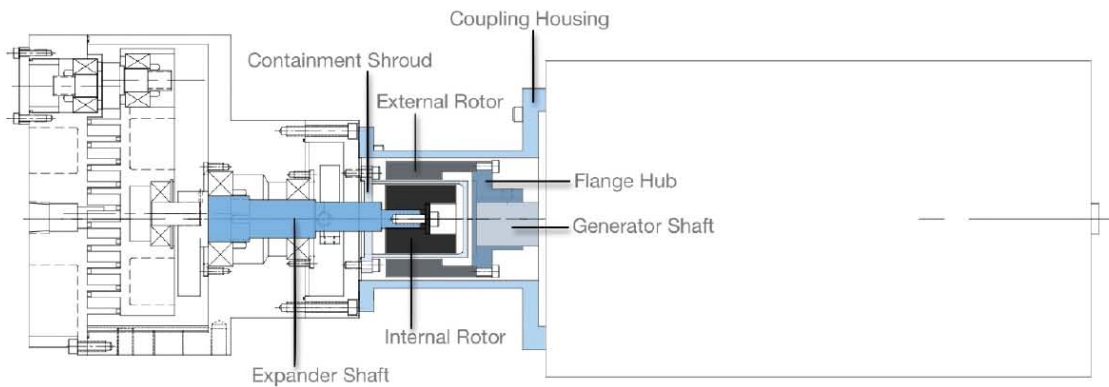 Coupling Housing
Containment Shroud
External Rotor
Flange Hub
Generator Shaft
Internal Rotor
Expander Shaft